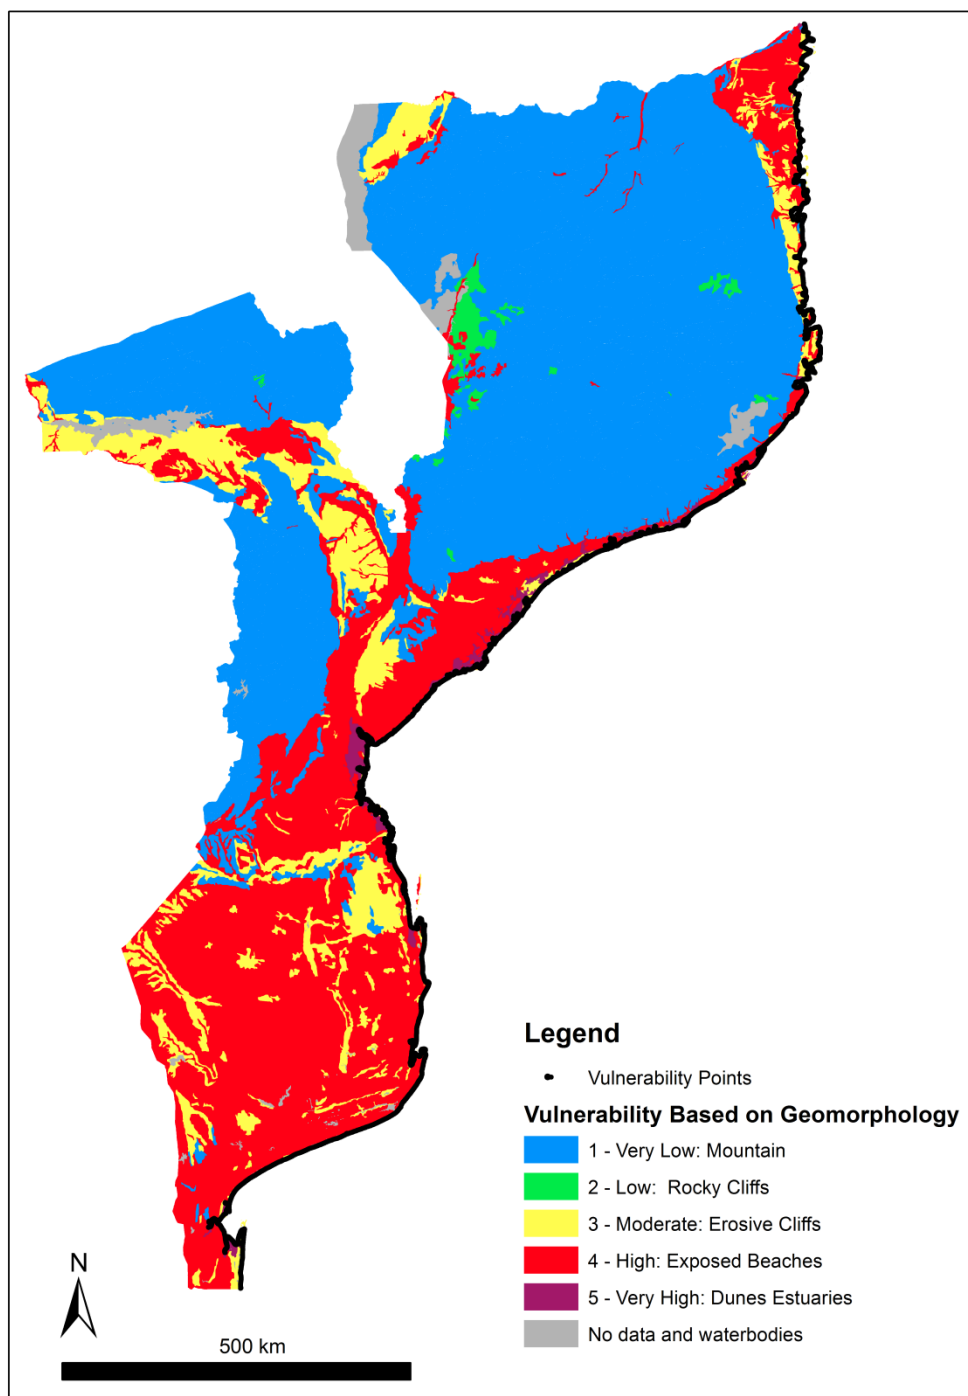 Legend
Vulnerability Points
Vulnerability Based on Geomorphology
1 - Very Low: Mountain
2 - Low: Rocky Cliffs
3 - Moderate: Erosive Cliffs
4 - High: Exposed Beaches
5 - Very High: Dunes Estuaries
No data and waterbodies
N
500 km